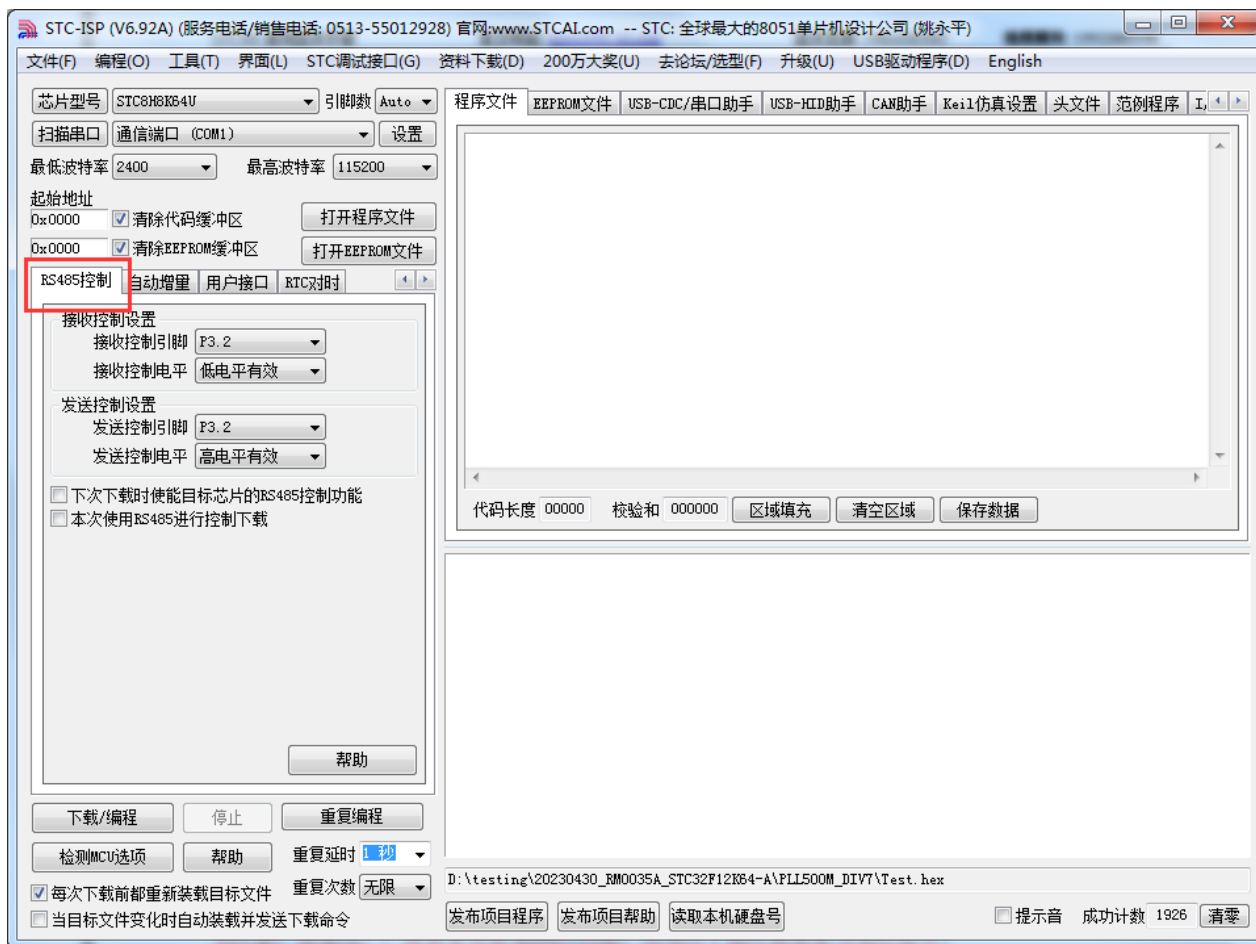 STC-ISP (V6.92A) (服务电话/销售电话: 0513-55012928) 官网:www.STCAI.com -- STC: 全球最大的8051单片机设计公司 (姚永平)
文件(F) 编程(O) 工具(T) 界面(L) STC调试接口(G) 资料下载(D) 200万大奖(U) 去论坛/选型(F) 升级(U) USB驱动程序(D) English
芯片型号 STC8H8K64U 引脚数 Auto
扫描串口 通信端口 (COM1) 设置
最低波特率 2400 最高波特率 115200
起始地址
0x0000 清除代码缓冲区 打开程序文件
0x0000 清除EEPROM缓冲区 打开EEPROM文件
RS485控制 自动增量 用户接口 RTC对时
接收控制设置
接收控制引脚 P3.2
接收控制电平 低电平有效
发送控制设置
发送控制引脚 P3.2
发送控制电平 高电平有效
下次下载时使能目标芯片的RS485控制功能
本次使用RS485进行控制下载
帮助
下载/编程 停止 重复编程
检测MCU选项 帮助 重复延时 1 秒
每次下载前都重新装载目标文件 重复次数 无限
当目标文件变化时自动装载并发送下载命令
程序文件 EEPROM文件 USB-CDC/串口助手 USB-HID助手 CAN助手 Keil仿真设置 头文件 范例程序 I,
代码长度 00000 校验和 000000 区域填充 清空区域 保存数据
D:\testing\20230430_RM0035A_STC32F12K64-A\PLL500M_DIV7\Test.hex
发布项目程序 发布项目帮助 读取本机硬盘号 提示音 成功计数 1926 清零